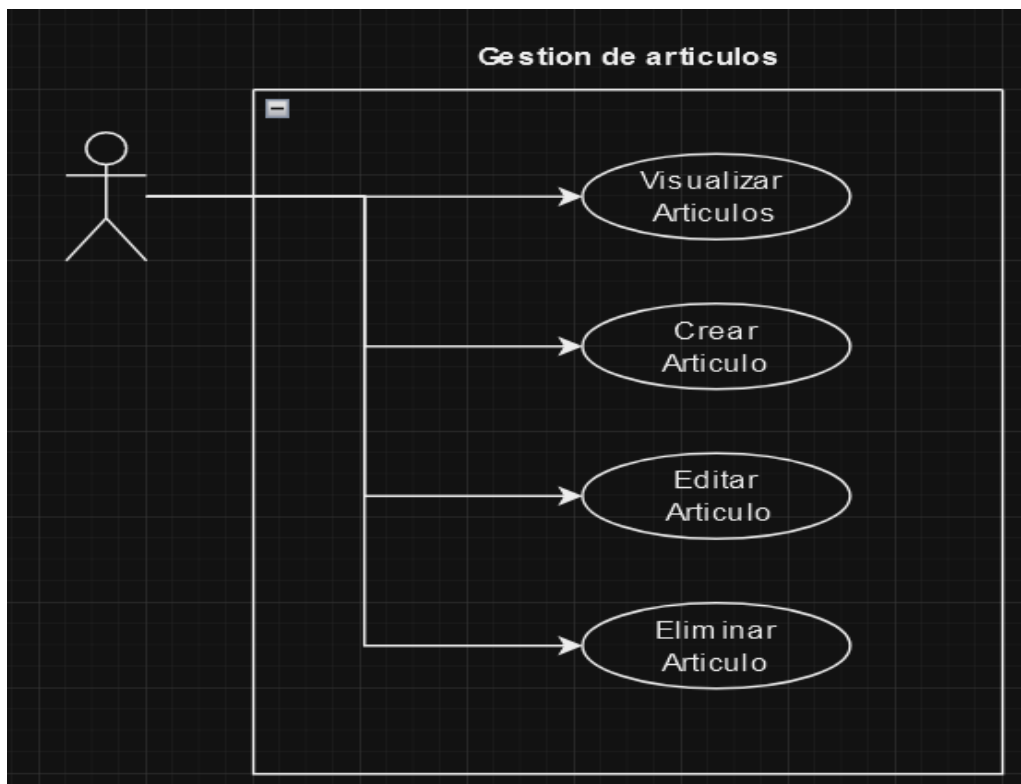 Gestion de articulos
Visualizar
Articulos
Crear
Articulo
Editar
Articulo
Eliminar
Articulo